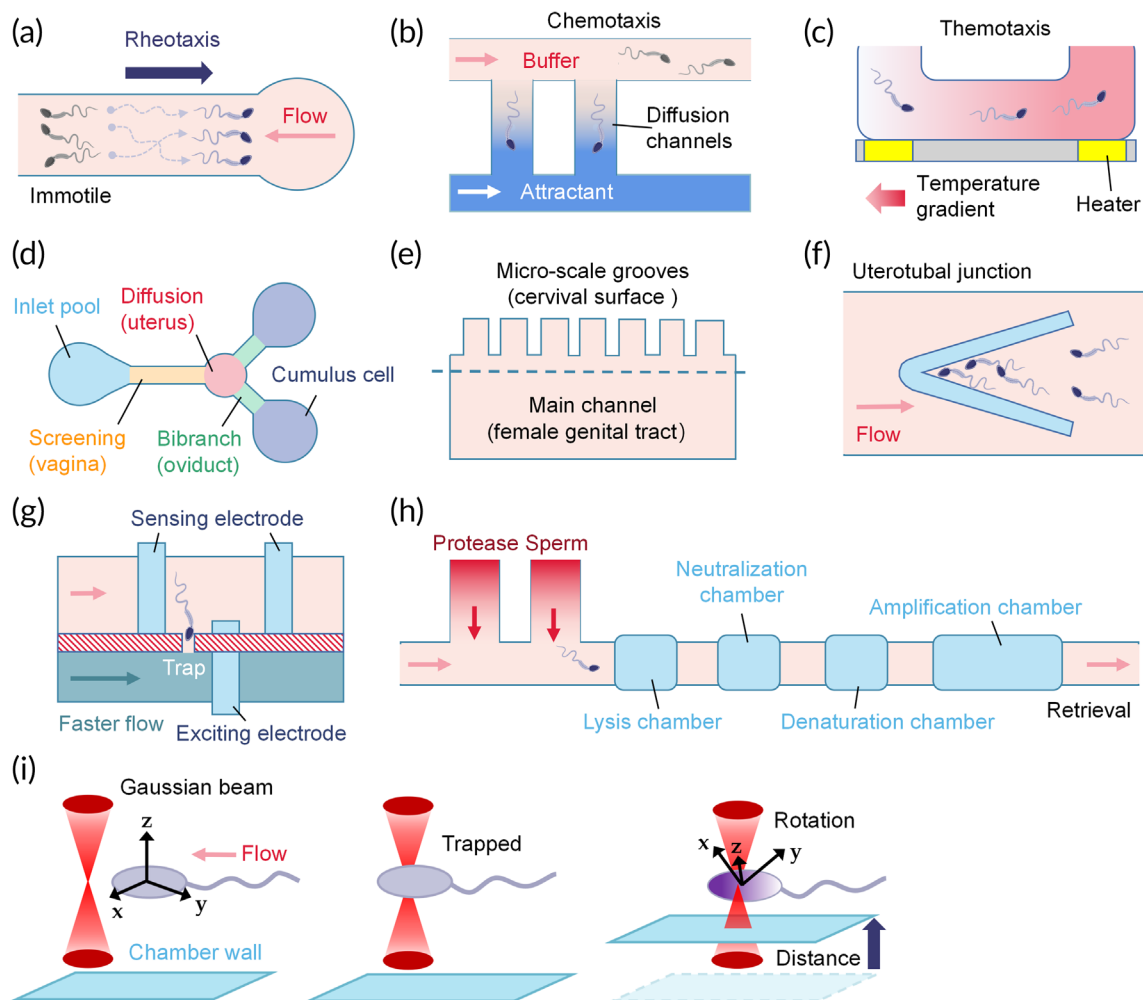 (a)
Rheotaxis
Flow
Immotile
(b)
Chemotaxis
Buffer
Diffusion
channels
Attractant
(c)
Themotaxis
Temperature
gradient
Heater
(d)
Inlet pool
Diffusion
(uterus)
Cumulus cell
Screening
(vagina)
Bibranch
(oviduct)
(e)
Micro-scale grooves
(cervival surface )
Main channel
(female genital tract)
(f)
Uterotubal junction
Flow
(g)
Sensing electrode
Trap
Faster flow
Exciting electrode
(h)
Protease Sperm
Neutralization
chamber
Amplification chamber
Lysis chamber
Denaturation chamber
Retrieval
(i)
Gaussian beam
z
Flow
x
y
Chamber wall
Trapped
Rotation
x
z
y
Distance